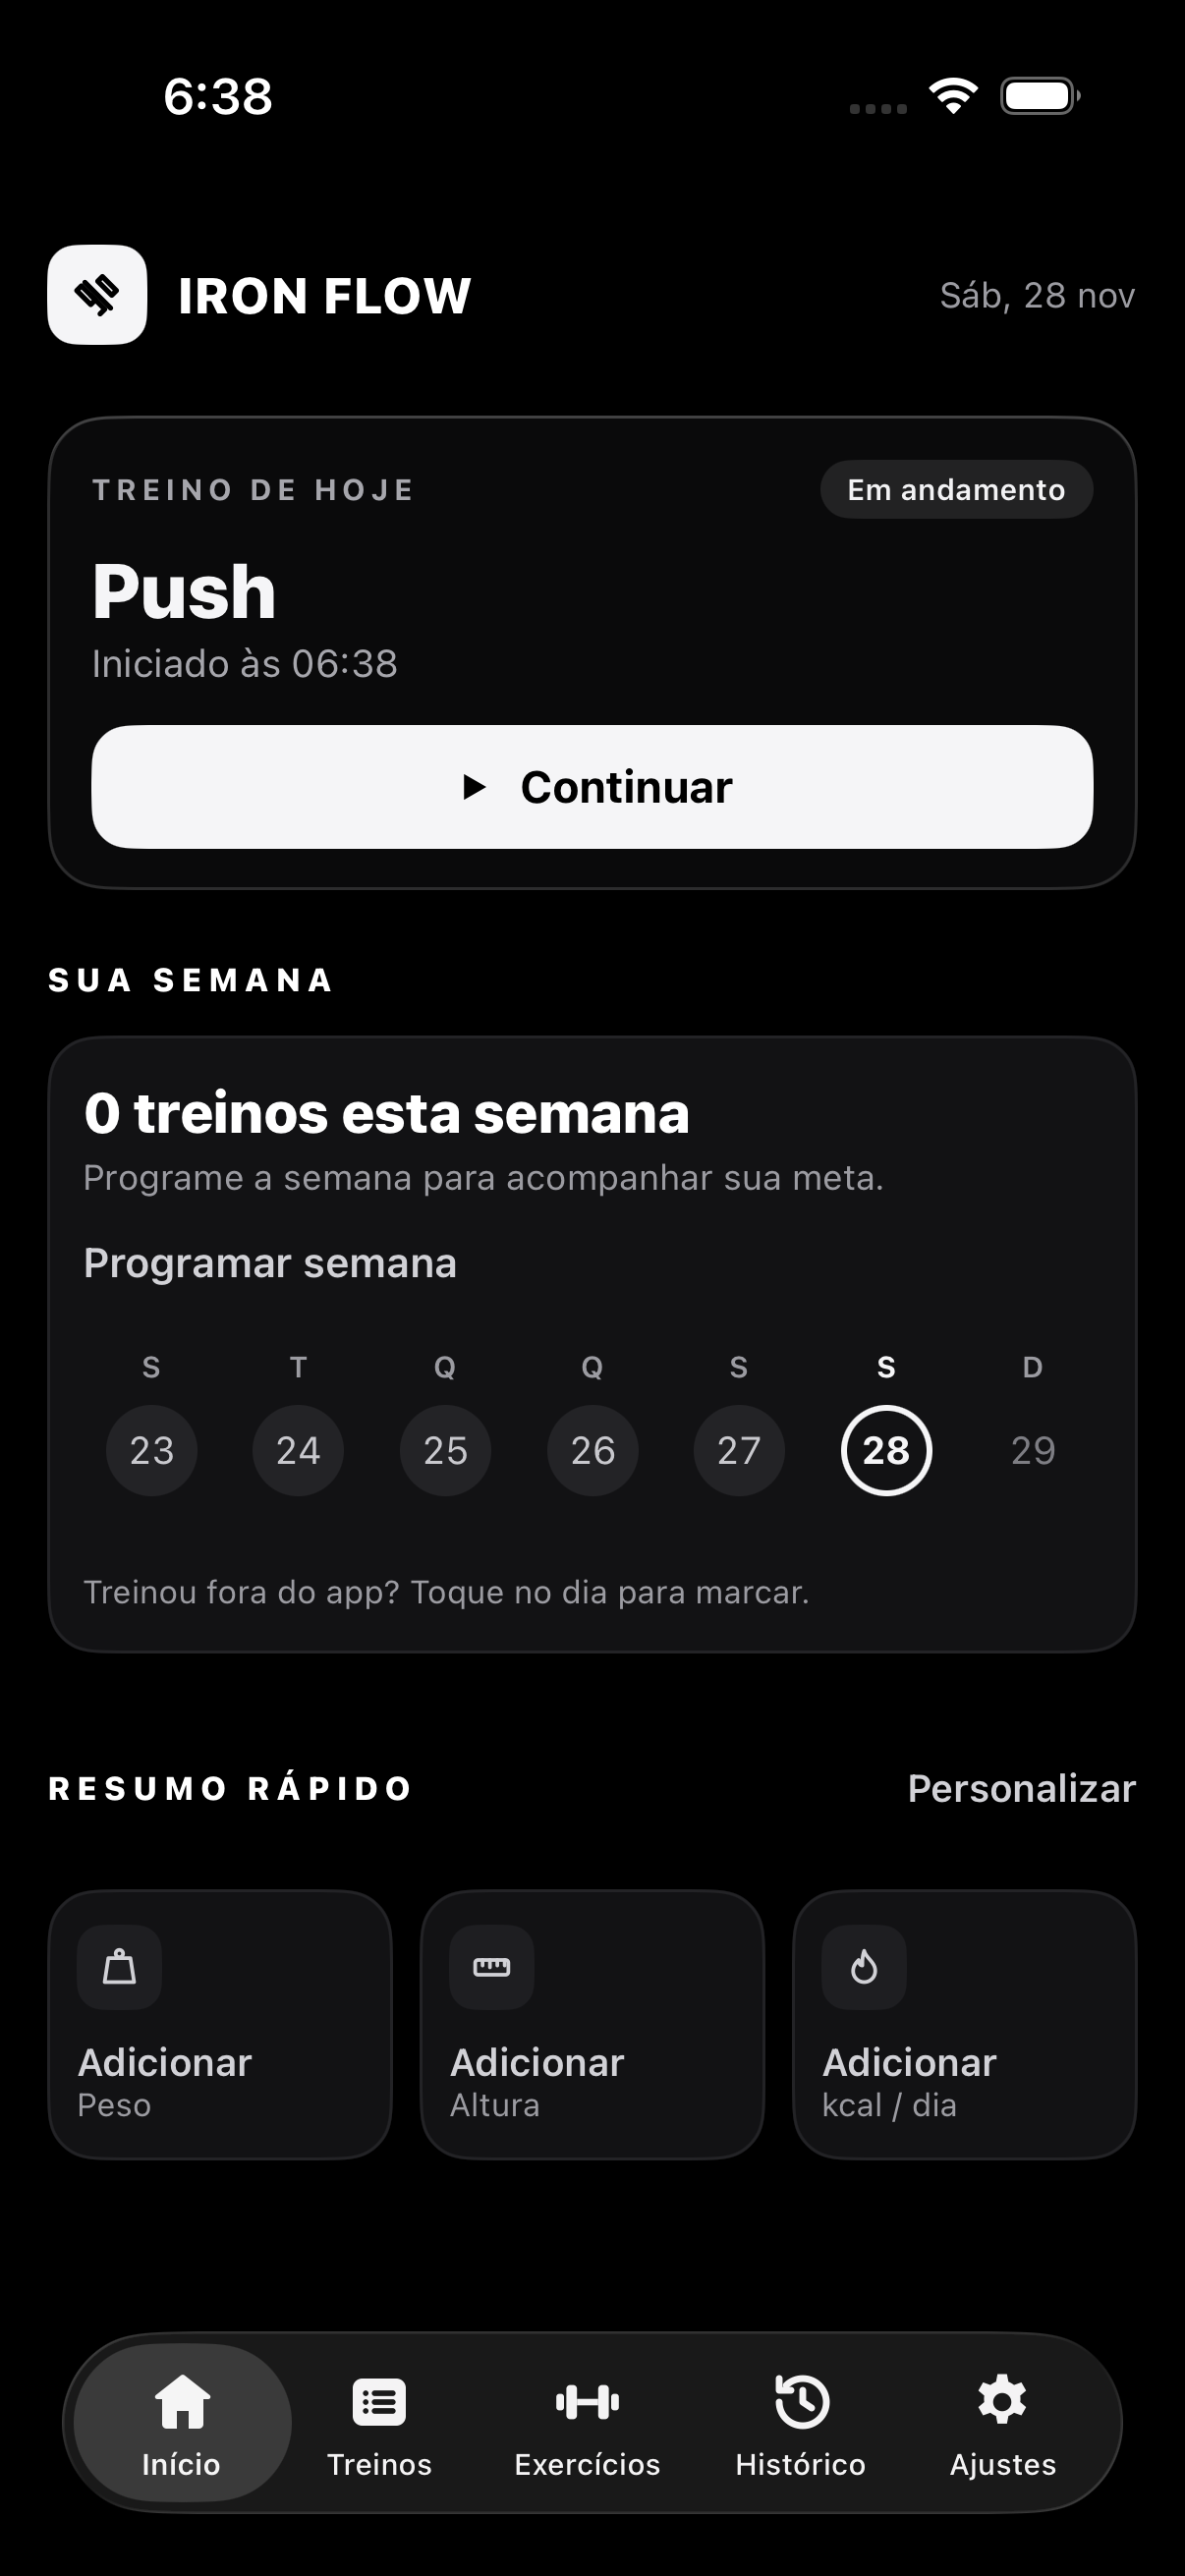 6:38
IRON FLOW
Sáb, 28 nov
TREINO DE HOJE
Em andamento
Push
Iniciado às 06:38
Continuar
SUA SEMANA
0 treinos esta semana
Programe a semana para acompanhar sua meta.
Programar semana
S T Q Q S S D
23 24 25 26 27 28 29
Treinou fora do app? Toque no dia para marcar.
RESUMO RÁPIDO
Personalizar
Adicionar
Peso
Adicionar
Altura
Adicionar
kcal / dia
Início Treinos Exercícios Histórico Ajustes